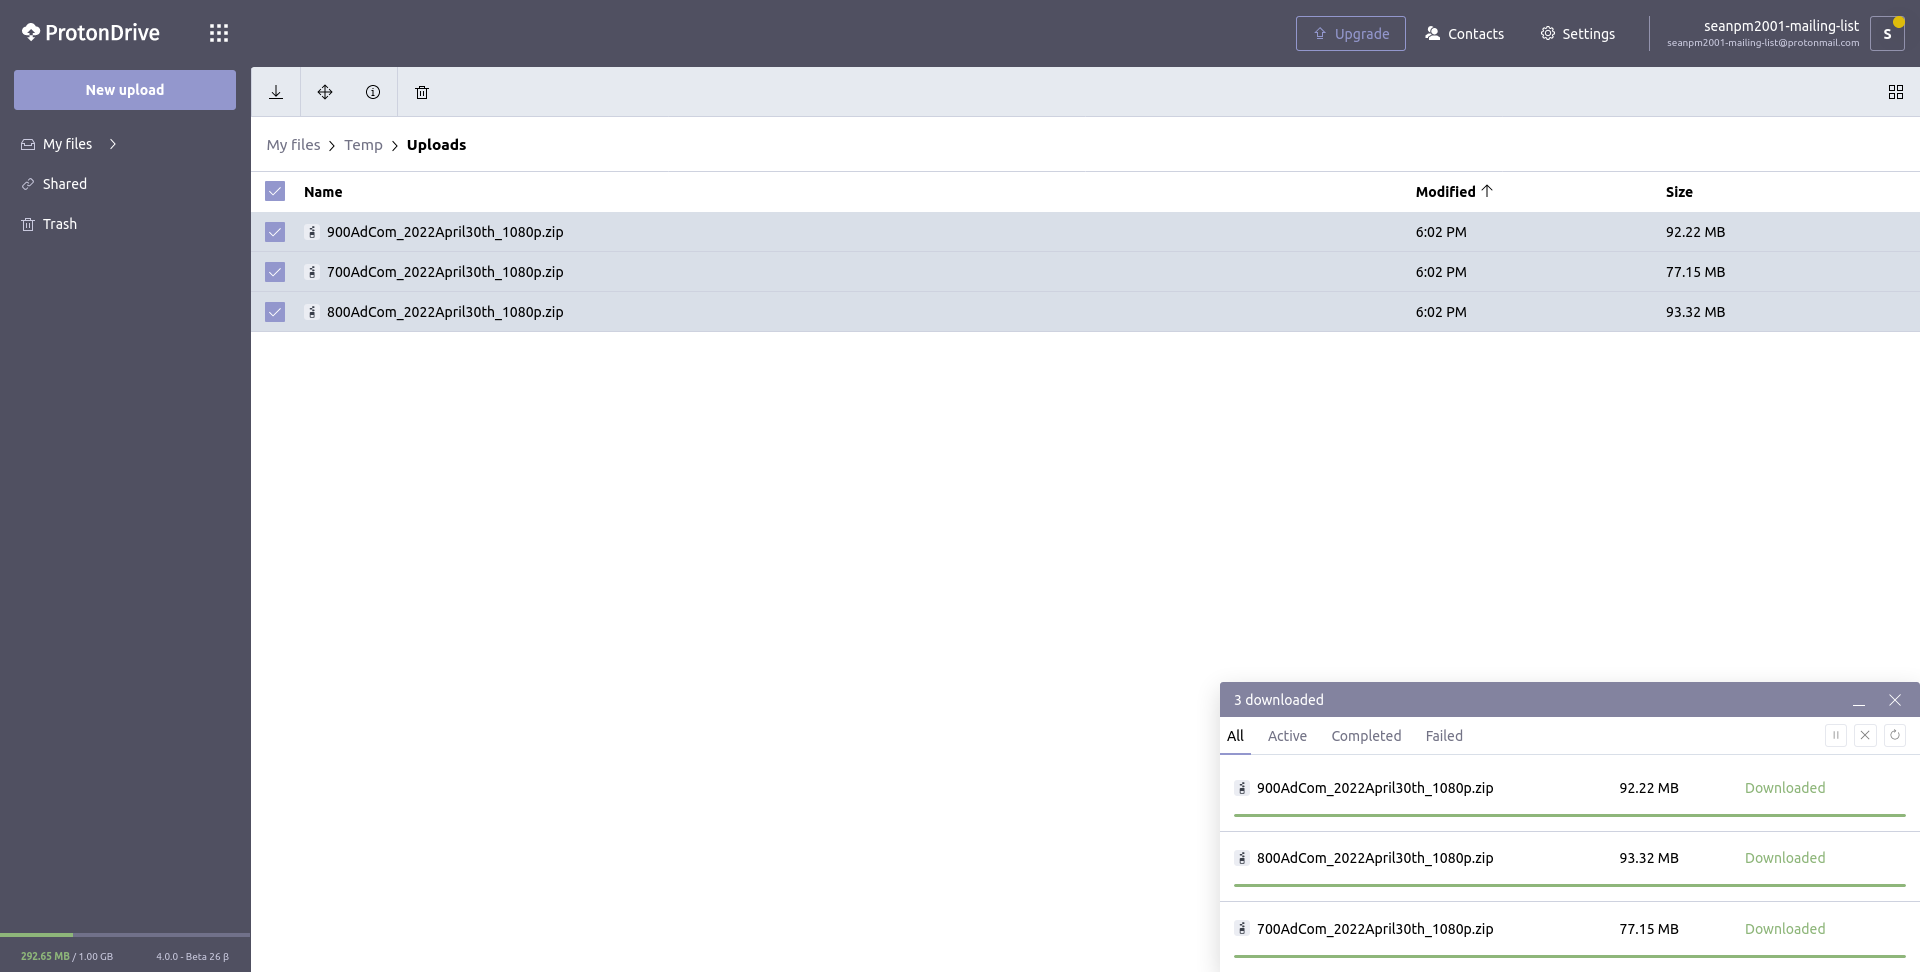 ProtonDrive
Upgrade
Contacts
Settings
seanpm2001-mailing-list
seanpm2001-mailing-list@protonmail.com
S
New upload
My files
Shared
Trash
My files > Temp > Uploads
Name Modified Size
900AdCom_2022April30th_1080p.zip 6:02 PM 92.22 MB
700AdCom_2022April30th_1080p.zip 6:02 PM 77.15 MB
800AdCom_2022April30th_1080p.zip 6:02 PM 93.32 MB
3 downloaded
All Active Completed Failed
900AdCom_2022April30th_1080p.zip 92.22 MB Downloaded
800AdCom_2022April30th_1080p.zip 93.32 MB Downloaded
700AdCom_2022April30th_1080p.zip 77.15 MB Downloaded
292.65 MB / 1.00 GB 4.0.0 - Beta 26 β